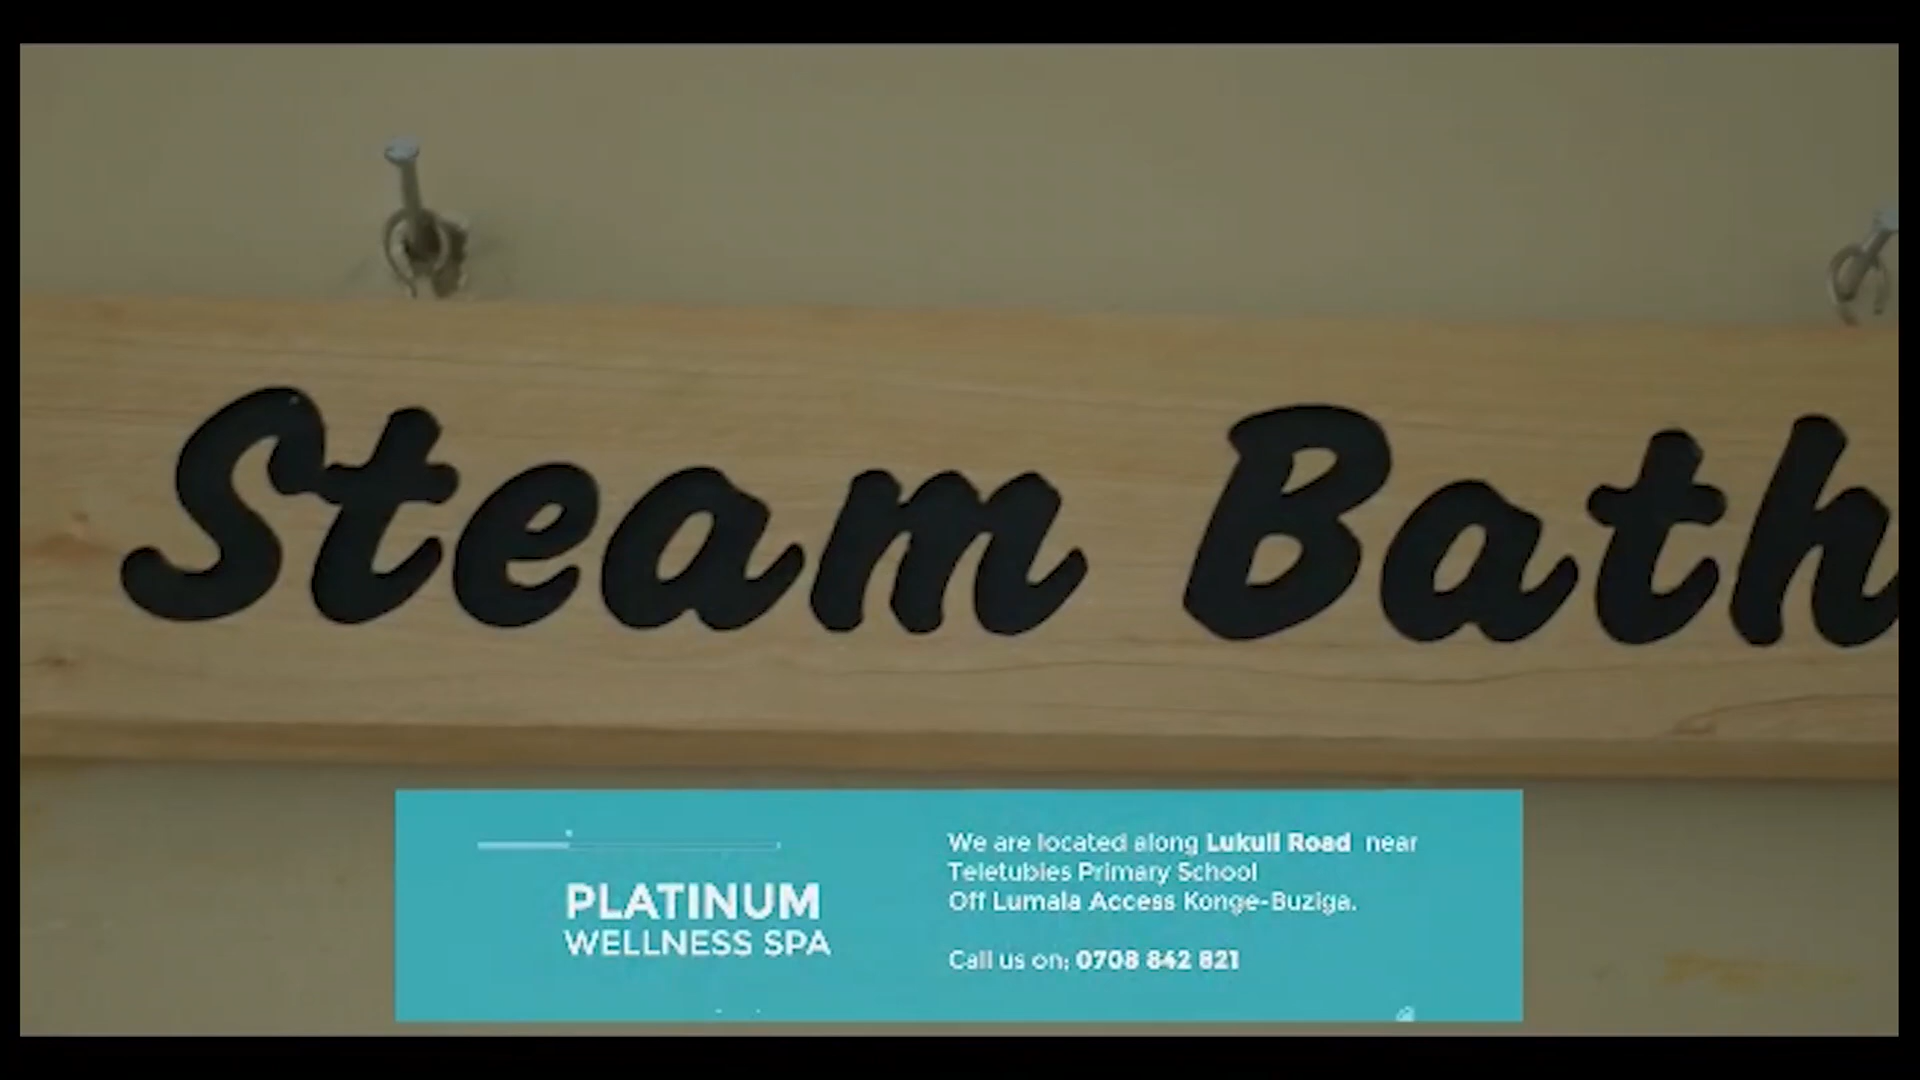 Steam Bath
PLATINUM
WELLNESS SPA
We are located along Lukuli Road near
Teletubies Primary School
Off Lumala Access Konge-Buziga.
Call us on; 0708 842 821